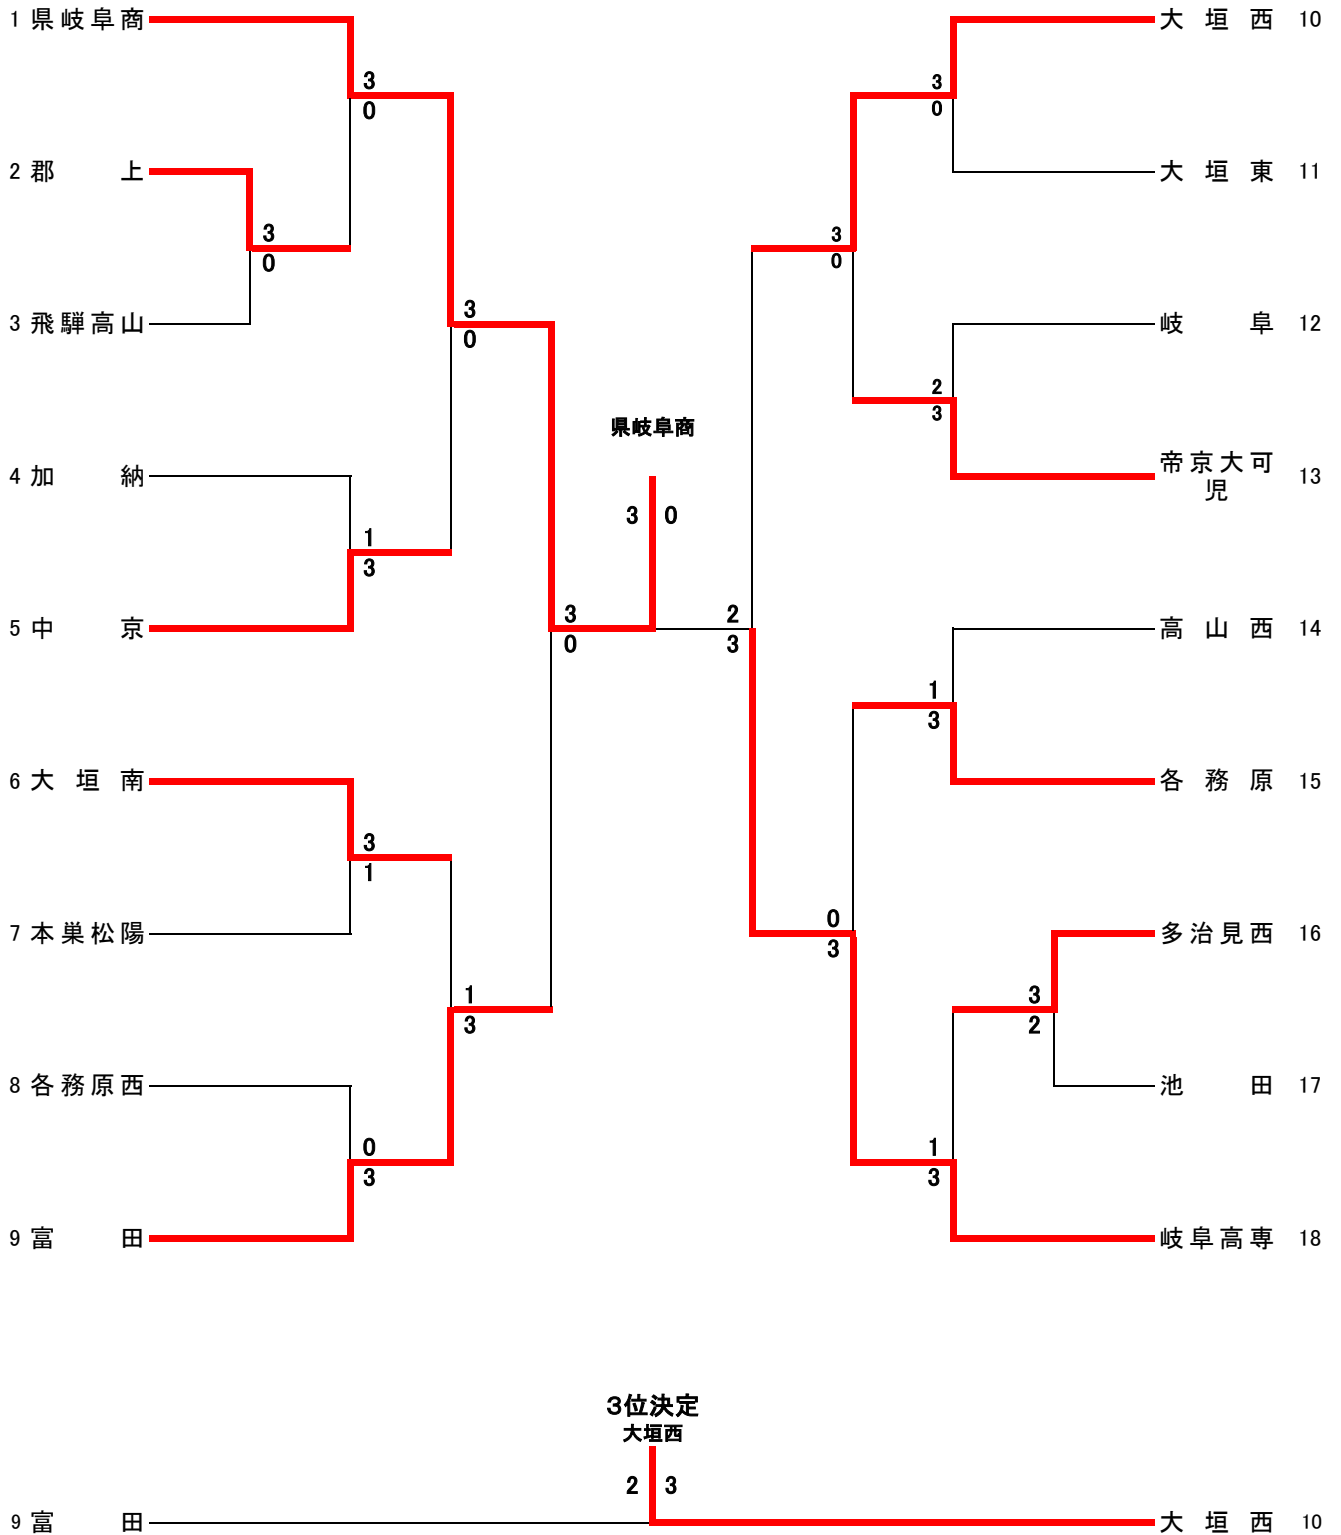 1 県岐阜商
大垣西 10
3
0
3
0
2 郡上
大垣東 11
3
0
3
0
3 飛騨高山
3
0
岐阜 12
2
3
県岐阜商
4 加納
帝京大可児 13
3 0
1
3
5 中京
3
0
2
3
高山西 14
1
3
6 大垣南
各務原 15
3
1
7 本巣松陽
0
3
多治見西 16
1
3
3
2
8 各務原西
池田 17
0
3
1
3
9 富田
岐阜高専 18
3位決定
大垣西
2 3
9 富田
大垣西 10